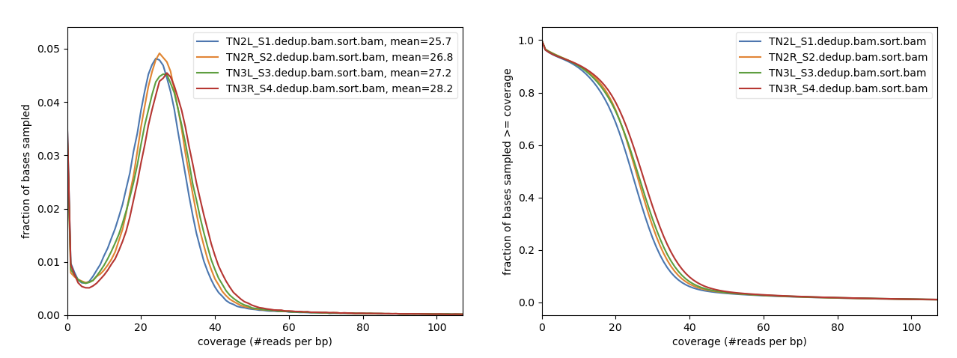 TN2L_S1.dedup.bam.sort.bam, mean=25.7
TN2R_S2.dedup.bam.sort.bam, mean=26.8
TN3L_S3.dedup.bam.sort.bam, mean=27.2
TN3R_S4.dedup.bam.sort.bam, mean=28.2
0.05
0.04
0.03
0.02
0.01
0.00
fraction of bases sampled
0 20 40 60 80 100
coverage (#reads per bp)
TN2L_S1.dedup.bam.sort.bam
TN2R_S2.dedup.bam.sort.bam
TN3L_S3.dedup.bam.sort.bam
TN3R_S4.dedup.bam.sort.bam
1.0
0.8
0.6
0.4
0.2
0.0
fraction of bases sampled >= coverage
0 20 40 60 80 100
coverage (#reads per bp)